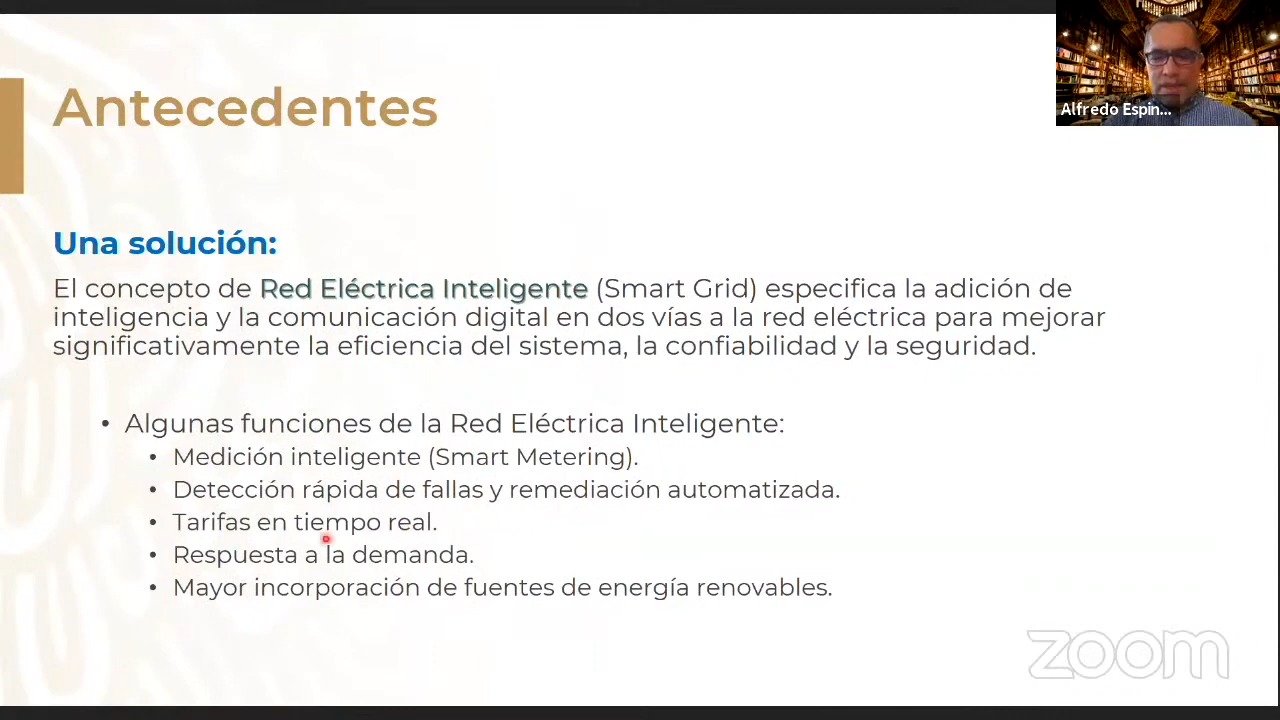 Antecedentes
Alfredo Espin...
Una solución:
El concepto de Red Eléctrica Inteligente (Smart Grid) especifica la adición de
inteligencia y la comunicación digital en dos vías a la red eléctrica para mejorar
significativamente la eficiencia del sistema, la confiabilidad y la seguridad.
• Algunas funciones de la Red Eléctrica Inteligente:
• Medición inteligente (Smart Metering).
• Detección rápida de fallas y remediación automatizada.
• Tarifas en tiempo real.
• Respuesta a la demanda.
• Mayor incorporación de fuentes de energía renovables.
zoom